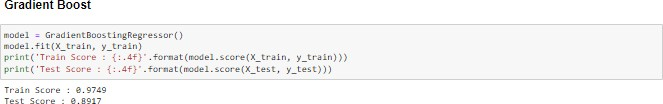 Gradient Boost
model = GradientBoostingRegressor()
model.fit(X_train, y_train)
print('Train Score : {:.4f}'.format(model.score(X_train, y_train)))
print('Test Score : {:.4f}'.format(model.score(X_test, y_test)))
Train Score : 0.9749
Test Score : 0.8917